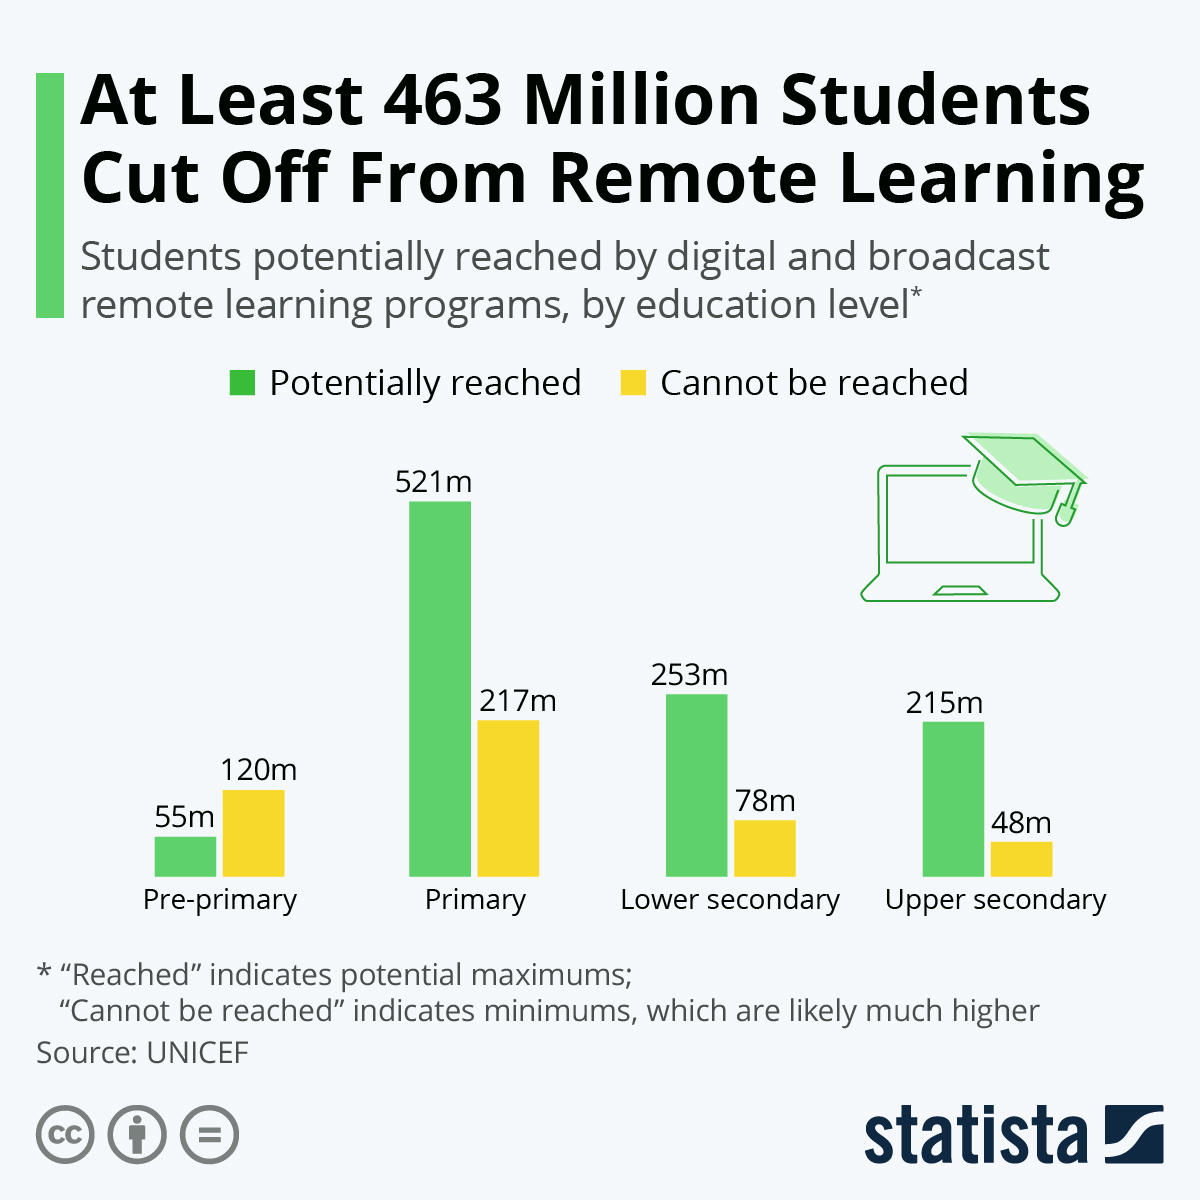 At Least 463 Million Students
Cut Off From Remote Learning
Students potentially reached by digital and broadcast
remote learning programs, by education level*
Potentially reached
Cannot be reached
55m
120m
521m
217m
253m
78m
215m
48m
Pre-primary
Primary
Lower secondary
Upper secondary
* “Reached” indicates potential maximums;
“Cannot be reached” indicates minimums, which are likely much higher
Source: UNICEF
cc
=
statista